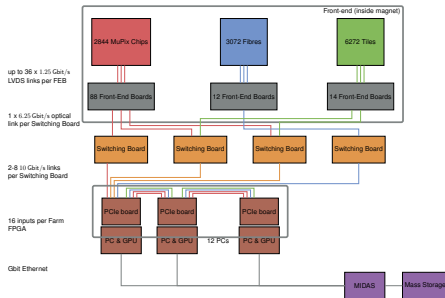 Front-end (inside magnet)
2844 MuPix Chips
3072 Fibres
6272 Tiles
up to 36 x 1.25 Gbit/s
LVDS links per FEB
88 Front-End Boards
12 Front-End Boards
14 Front-End Boards
1 x 6.25 Gbit/s optical
link per Switching Board
Switching Board
Switching Board
Switching Board
Switching Board
2-8 10 Gbit/s links
per Switching Board
PCIe board
PCIe board
PCIe board
16 inputs per Farm
FPGA
PC & GPU
PC & GPU
12 PCs
PC & GPU
Gbit Ethernet
MIDAS
Mass Storage